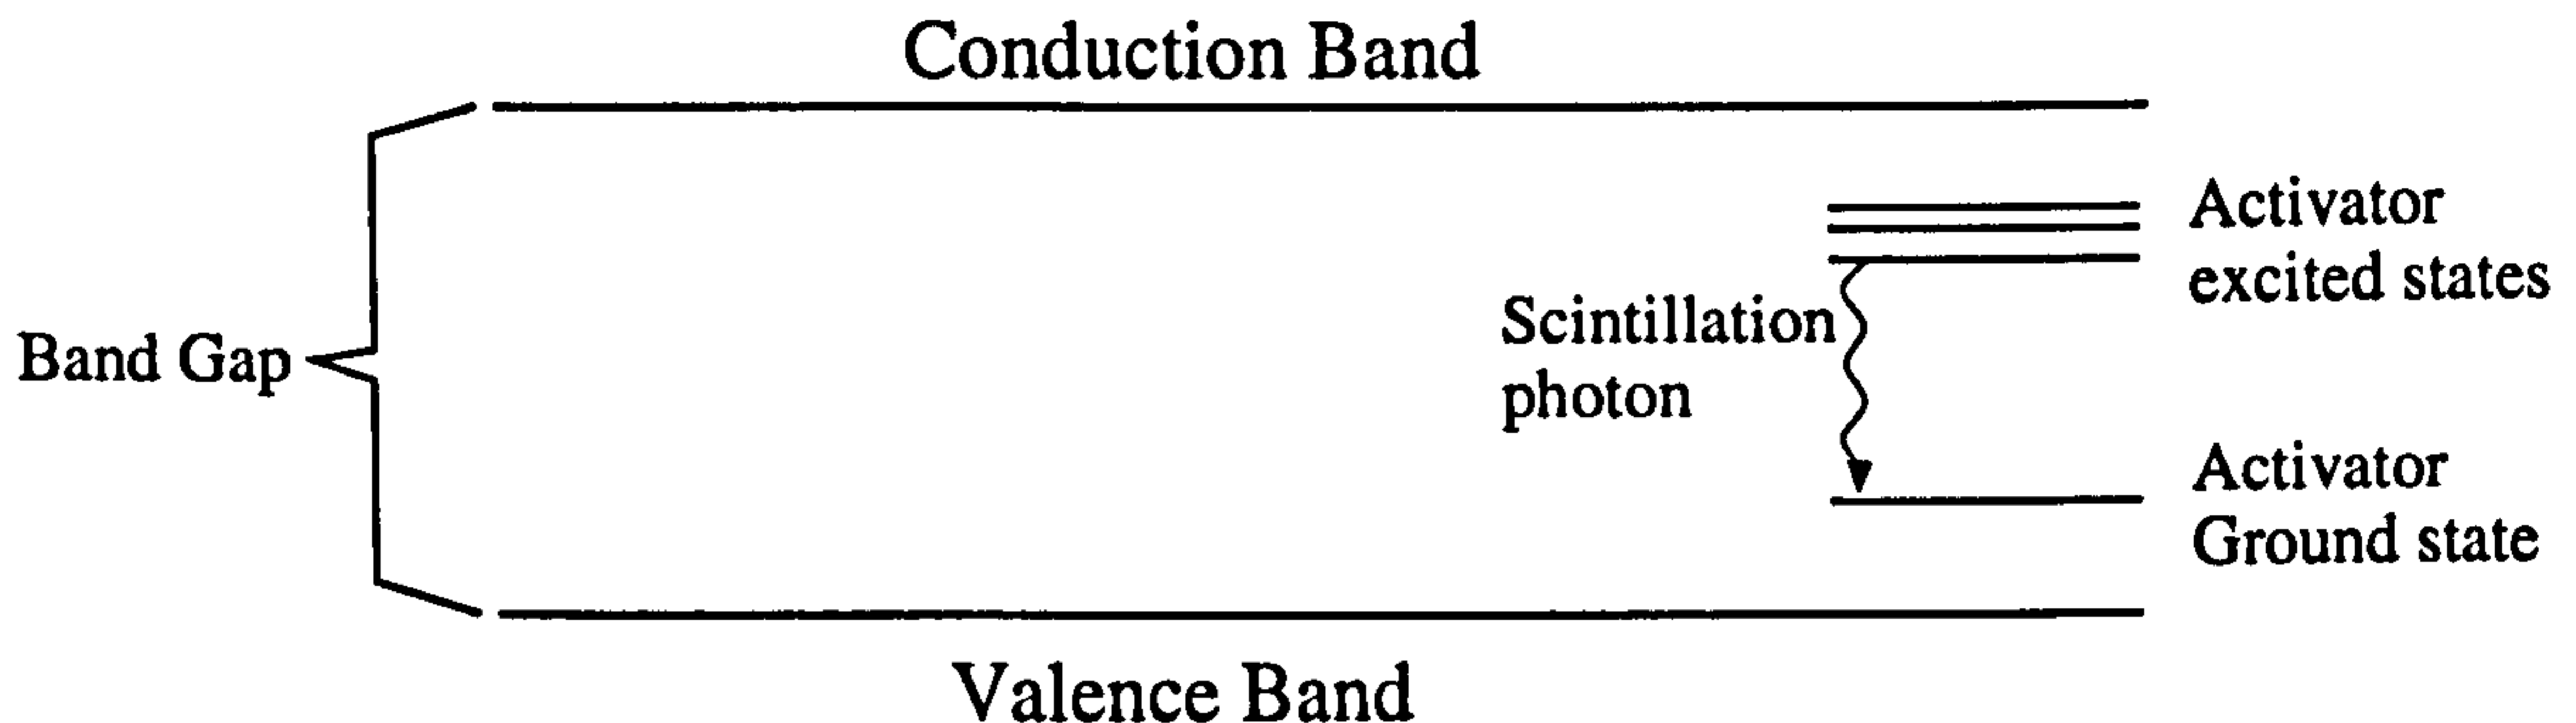 Conduction Band
Activator
excited states
Scintillation
photon
Band Gap
Activator
Ground state
Valence Band